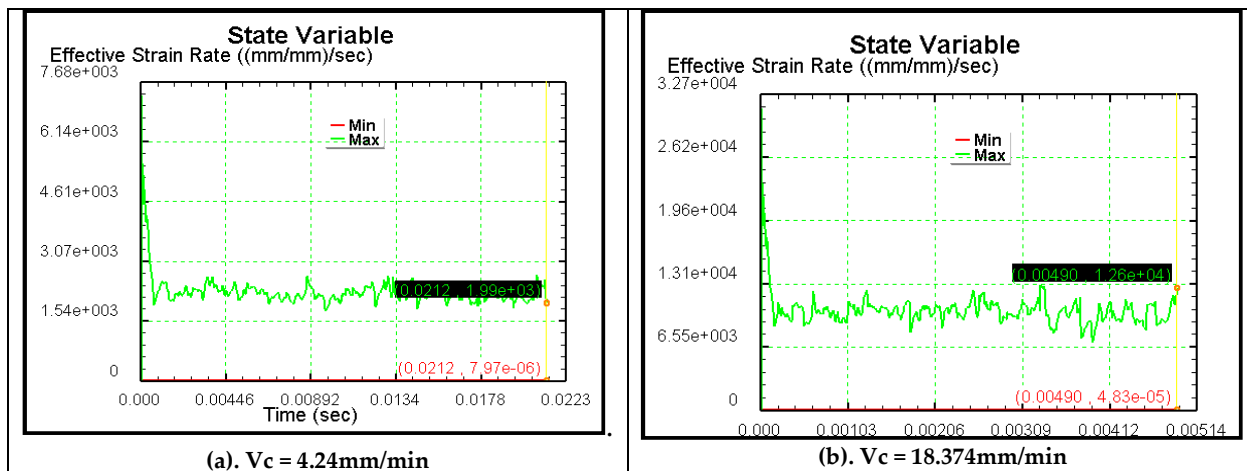 State Variable
Effective Strain Rate ((mm/mm)/sec)
7.68e+003
6.14e+003
4.61e+003
3.07e+003
1.54e+003
0
Min
Max
(0.0212 , 1.99e+03)
(0.0212 , 7.97e-06)
0.000 0.00446 0.00892 0.0134 0.0178 0.0223
Time (sec)
.
(a). Vc = 4.24mm/min
State Variable
Effective Strain Rate ((mm/mm)/sec)
3.27e+004
2.62e+004
1.96e+004
1.31e+004
6.55e+003
0
Min
Max
(0.00490 , 1.26e+04)
(0.00490 , 4.83e-05)
0.000 0.00103 0.00206 0.00309 0.00412 0.00514
(b). Vc = 18.374mm/min